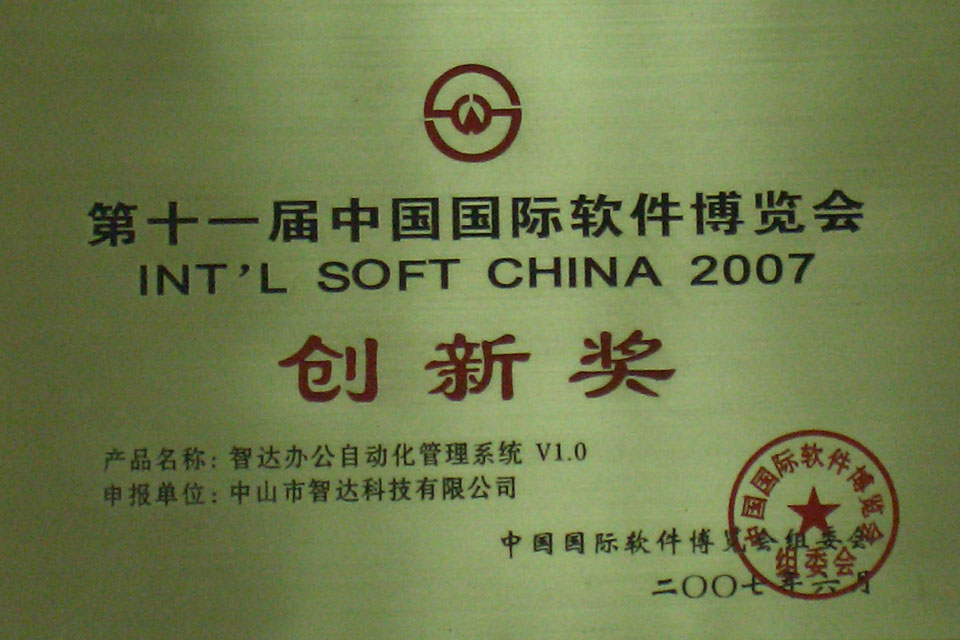 第十一届中国国际软件博览会
INT'L SOFT CHINA 2007
创新奖
产品名称：智达办公自动化管理系统 V1.0
申报单位：中山市智达科技有限公司
中国国际软件博览会组委会
二〇〇七年六月
中国国际软件博览会
组委会